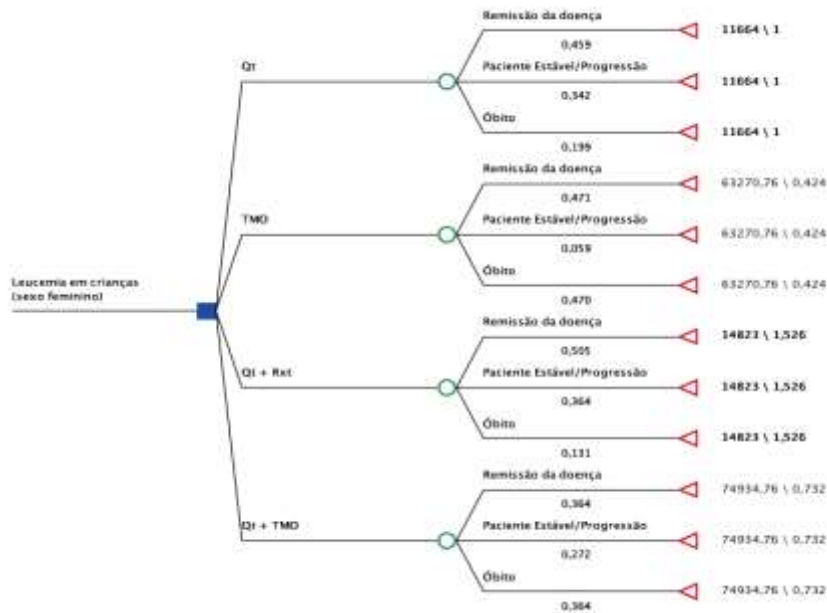 Remissão da doença
0,459
11664 \ 1
Qt
Paciente Estável/Progressão
0,342
11664 \ 1
Óbito
0,199
11664 \ 1
Remissão da doença
0,471
63270,76 \ 0,424
TMO
Paciente Estável/Progressão
0,059
63270,76 \ 0,424
Óbito
0,470
63270,76 \ 0,424
Leucemia em crianças
(sexo feminino)
Remissão da doença
0,505
14823 \ 1,526
Qt + Rxt
Paciente Estável/Progressão
0,364
14823 \ 1,526
Óbito
0,131
14823 \ 1,526
Remissão da doença
0,364
74934,76 \ 0,732
Qt + TMO
Paciente Estável/Progressão
0,272
74934,76 \ 0,732
Óbito
0,364
74934,76 \ 0,732